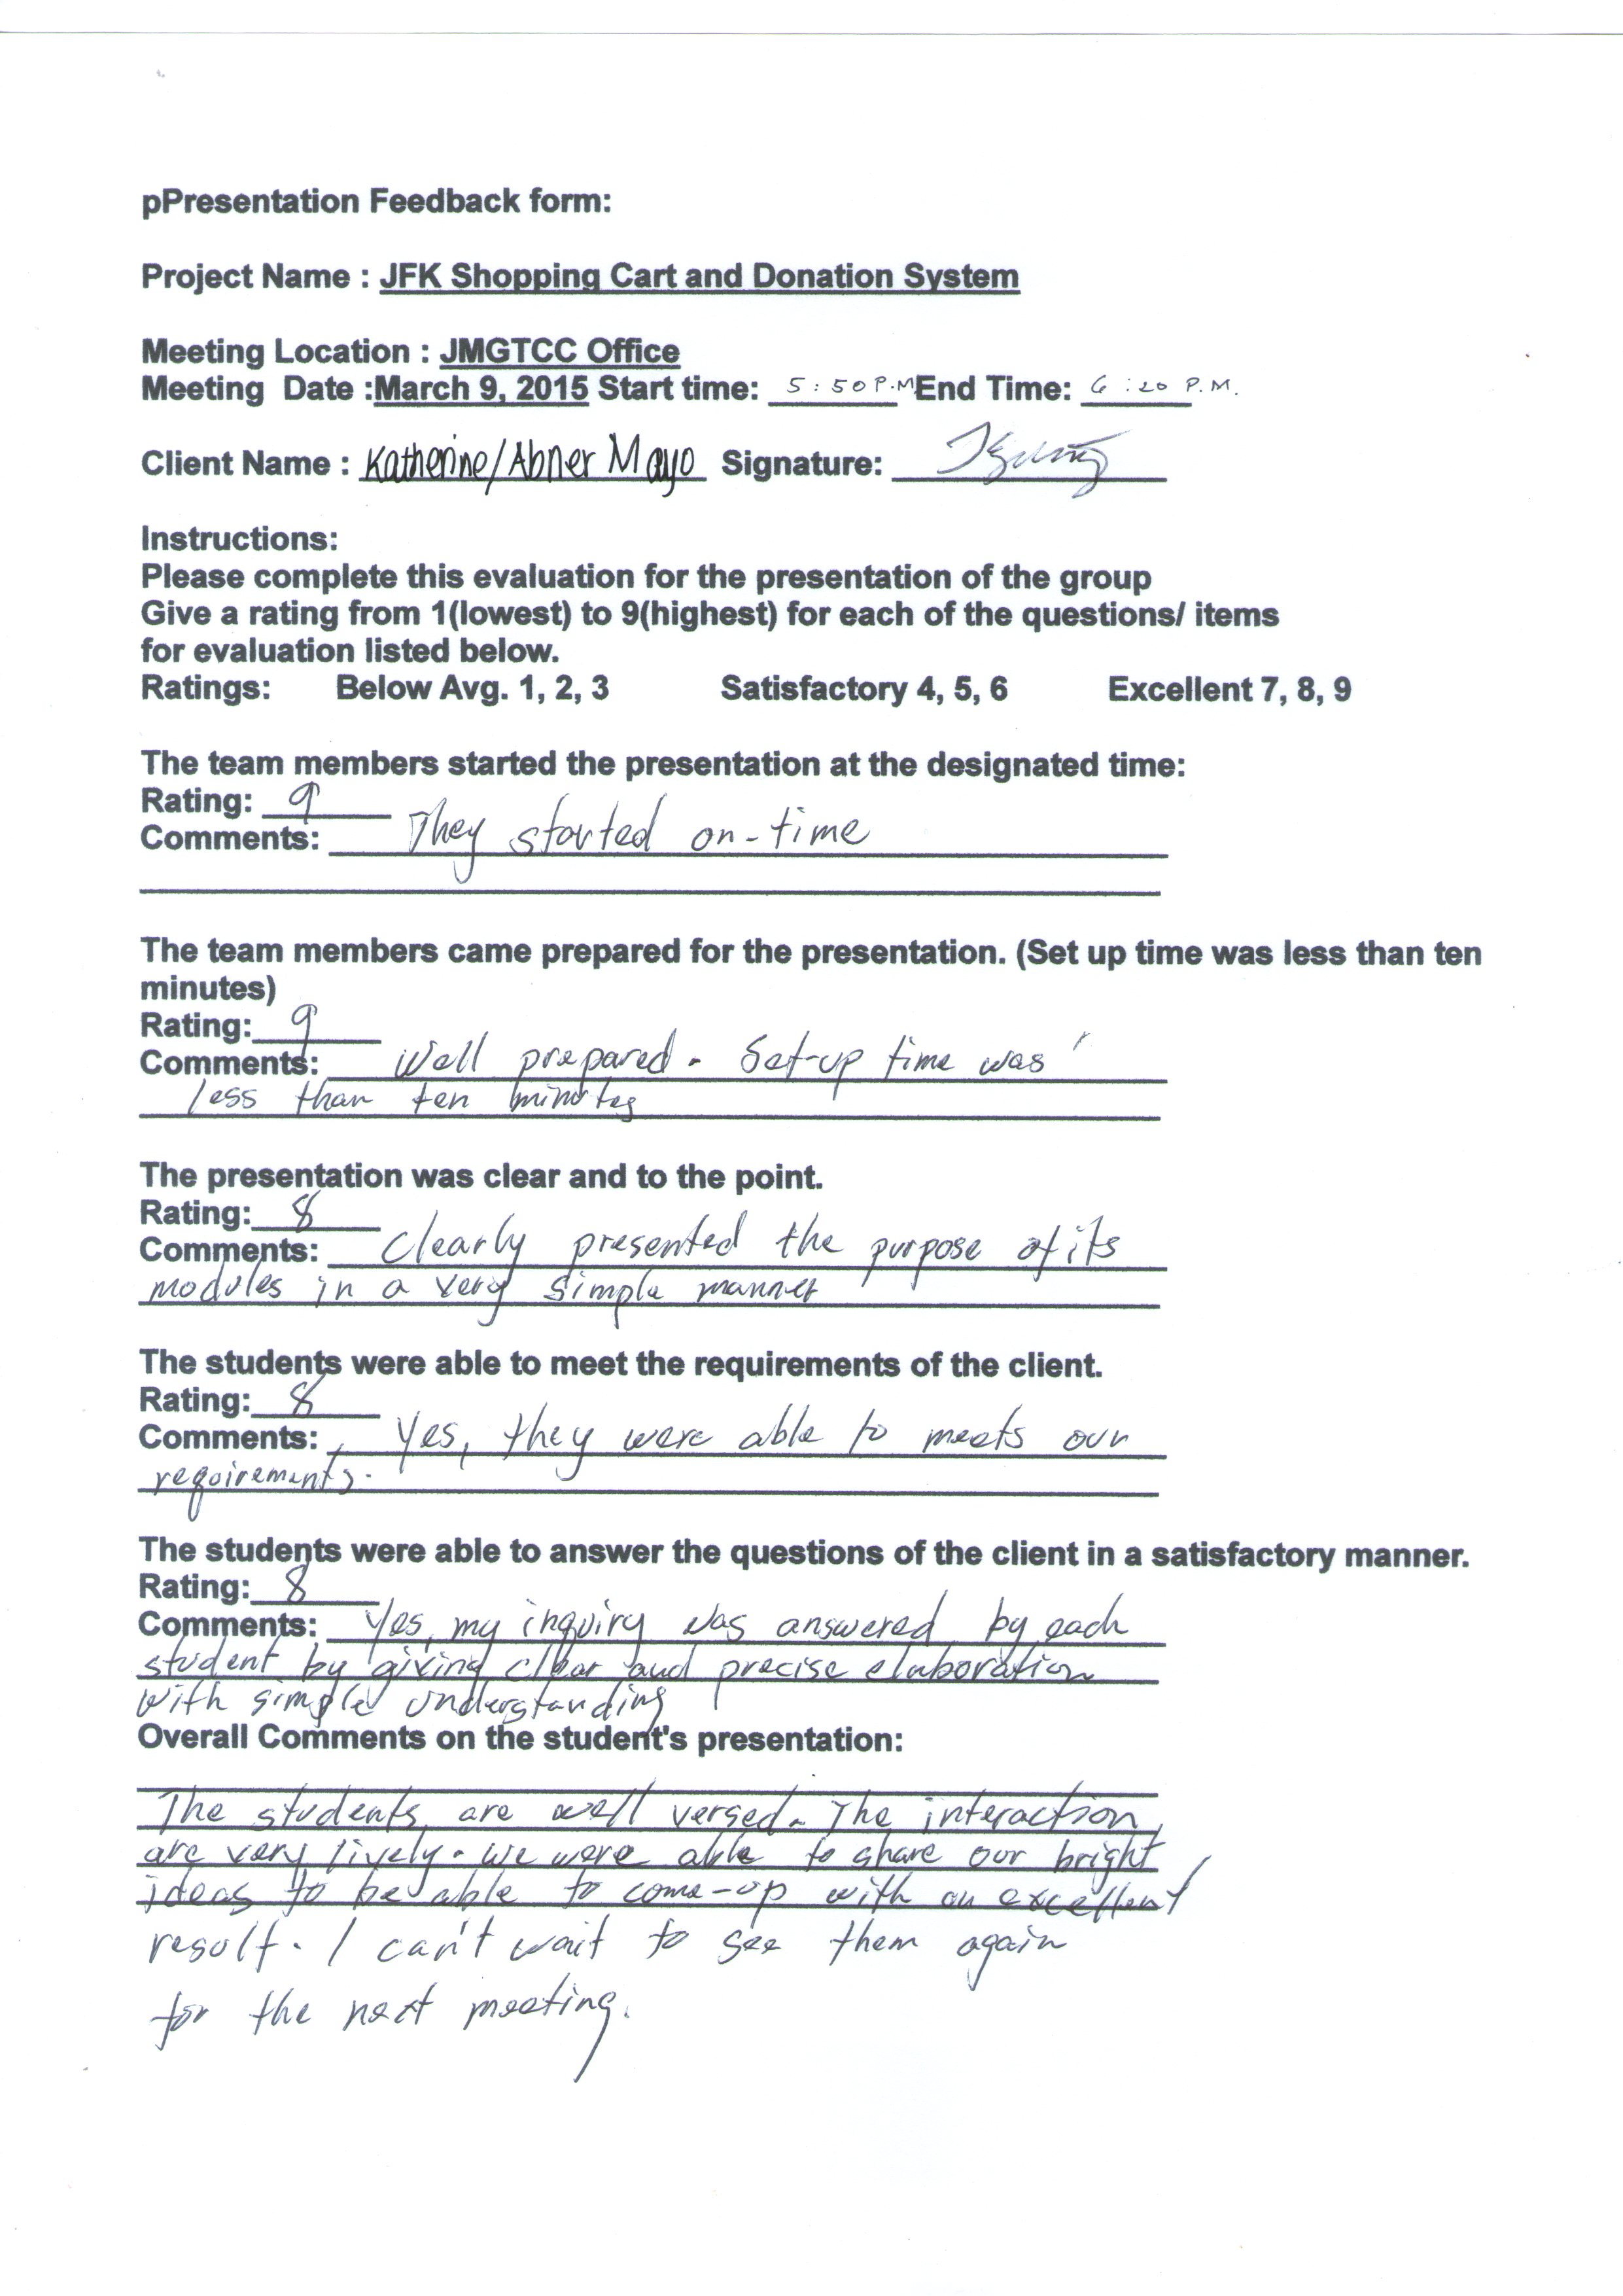 pPresentation Feedback form:
Project Name : JFK Shopping Cart and Donation System
Meeting Location : JMGTCC Office
Meeting Date :March 9, 2015 Start time: 5:50 P.M End Time: 6:20 P.M.
Client Name : Katherine/Abner Mayo Signature:
Instructions:
Please complete this evaluation for the presentation of the group
Give a rating from 1(lowest) to 9(highest) for each of the questions/ items
for evaluation listed below.
Ratings: Below Avg. 1, 2, 3 Satisfactory 4, 5, 6 Excellent 7, 8, 9
The team members started the presentation at the designated time:
Rating: 9
Comments: They started on-time
The team members came prepared for the presentation. (Set up time was less than ten
minutes)
Rating: 9
Comments: Well prepared. Set-up time was
less than ten minutes
The presentation was clear and to the point.
Rating: 8
Comments: Clearly presented the purpose of its
modules in a very simple manner
The students were able to meet the requirements of the client.
Rating: 8
Comments: Yes, they were able to meets our
requirements.
The students were able to answer the questions of the client in a satisfactory manner.
Rating: 8
Comments: Yes, my inquiry was answered by each
student by giving clear and precise elaboration
with simple understanding
Overall Comments on the student's presentation:
The students are well versed. The interaction
are very lively. We were able to share our bright
ideas to be able to come-up with an excellent
result. I can't wait to see them again
for the next meeting.